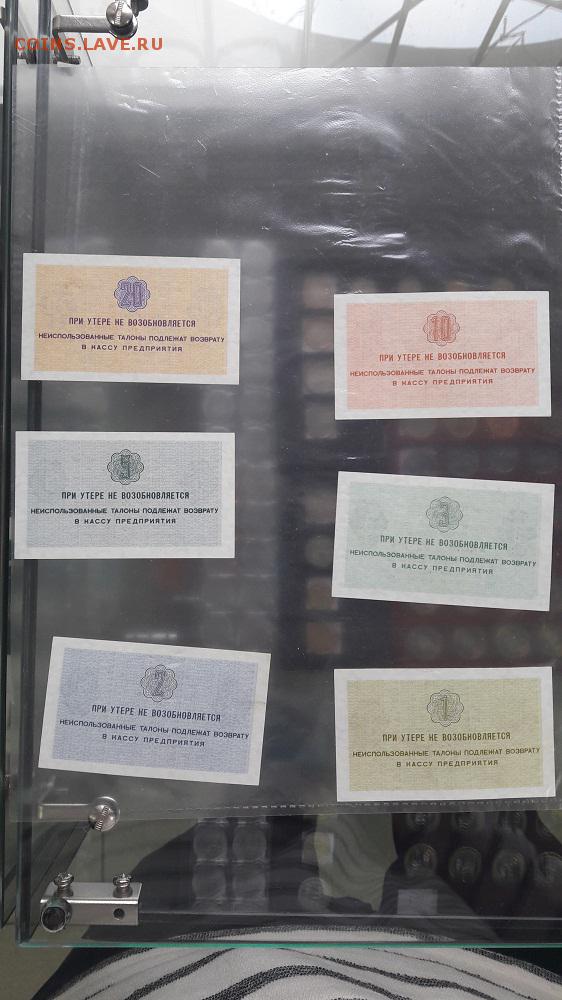 COINS.LAVE.RU
20
ПРИ УТЕРЕ НЕ ВОЗОБНОВЛЯЕТСЯ
НЕИСПОЛЬЗОВАННЫЕ ТАЛОНЫ ПОДЛЕЖАТ ВОЗВРАТУ
В КАССУ ПРЕДПРИЯТИЯ
10
ПРИ УТЕРЕ НЕ ВОЗОБНОВЛЯЕТСЯ
НЕИСПОЛЬЗОВАННЫЕ ТАЛОНЫ ПОДЛЕЖАТ ВОЗВРАТУ
В КАССУ ПРЕДПРИЯТИЯ
5
ПРИ УТЕРЕ НЕ ВОЗОБНОВЛЯЕТСЯ
НЕИСПОЛЬЗОВАННЫЕ ТАЛОНЫ ПОДЛЕЖАТ ВОЗВРАТУ
В КАССУ ПРЕДПРИЯТИЯ
3
ПРИ УТЕРЕ НЕ ВОЗОБНОВЛЯЕТСЯ
НЕИСПОЛЬЗОВАННЫЕ ТАЛОНЫ ПОДЛЕЖАТ ВОЗВРАТУ
В КАССУ ПРЕДПРИЯТИЯ
2
ПРИ УТЕРЕ НЕ ВОЗОБНОВЛЯЕТСЯ
НЕИСПОЛЬЗОВАННЫЕ ТАЛОНЫ ПОДЛЕЖАТ ВОЗВРАТУ
В КАССУ ПРЕДПРИЯТИЯ
1
ПРИ УТЕРЕ НЕ ВОЗОБНОВЛЯЕТСЯ
НЕИСПОЛЬЗОВАННЫЕ ТАЛОНЫ ПОДЛЕЖАТ ВОЗВРАТУ
В КАССУ ПРЕДПРИЯТИЯ